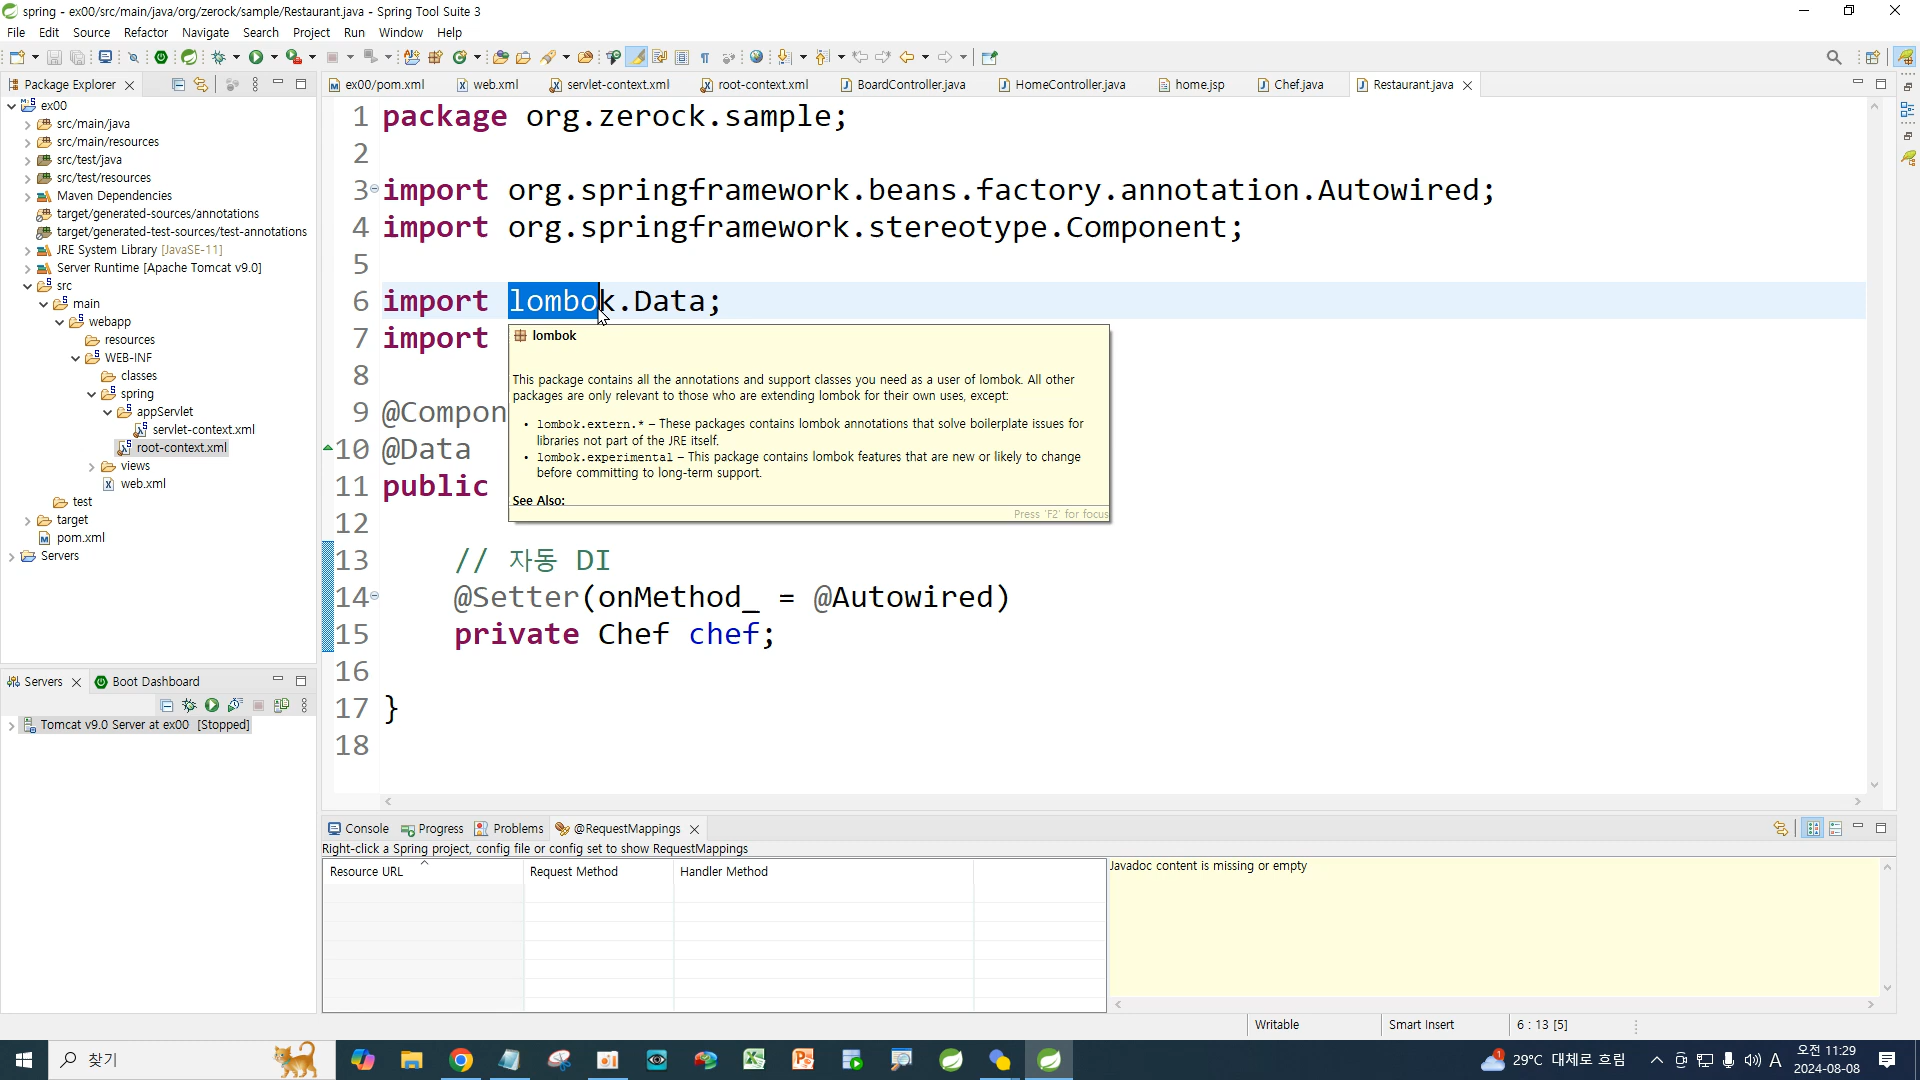 spring - ex00/src/main/java/org/zerock/sample/Restaurant.java - Spring Tool Suite 3
File Edit Source Refactor Navigate Search Project Run Window Help
Package Explorer
ex00
src/main/java
src/main/resources
src/test/java
src/test/resources
Maven Dependencies
target/generated-sources/annotations
target/generated-test-sources/test-annotations
JRE System Library [JavaSE-11]
Server Runtime [Apache Tomcat v9.0]
src
main
webapp
resources
WEB-INF
classes
spring
appServlet
servlet-context.xml
root-context.xml
views
web.xml
test
target
pom.xml
Servers
Servers Boot Dashboard
Tomcat v9.0 Server at ex00 [Stopped]
ex00/pom.xml web.xml servlet-context.xml root-context.xml BoardController.java HomeController.java home.jsp Chef.java Restaurant.java
1 package org.zerock.sample;
2
3 import org.springframework.beans.factory.annotation.Autowired;
4 import org.springframework.stereotype.Component;
5
6 import lombok.Data;
7 import
8
9 @Compon
10 @Data
11 public
12
13 // 자동 DI
14 @Setter(onMethod_ = @Autowired)
15 private Chef chef;
16
17 }
18
lombok
This package contains all the annotations and support classes you need as a user of lombok. All other
packages are only relevant to those who are extending lombok for their own uses, except:
• lombok.extern.* – These packages contains lombok annotations that solve boilerplate issues for
libraries not part of the JRE itself.
• lombok.experimental – This package contains lombok features that are new or likely to change
before committing to long-term support.
See Also:
Press 'F2' for focus
Console Progress Problems @RequestMappings
Right-click a Spring project, config file or config set to show RequestMappings
Resource URL Request Method Handler Method
Javadoc content is missing or empty
Writable Smart Insert 6 : 13 [5]
찾기
29°C 대체로 흐림
A
오전 11:29
2024-08-08